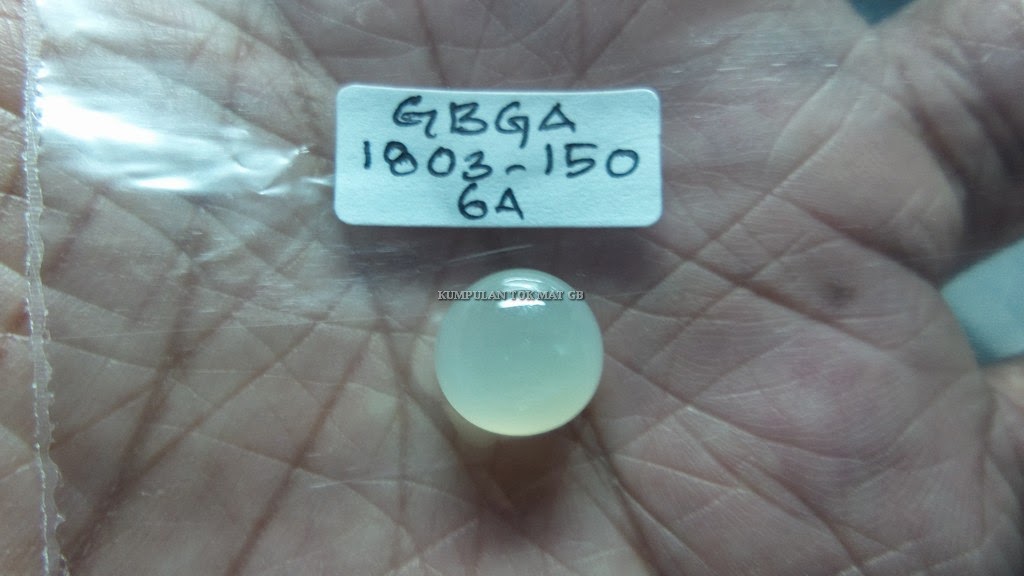 GBGA
1803-150
6A
KUMPULAN TOK MAT GB